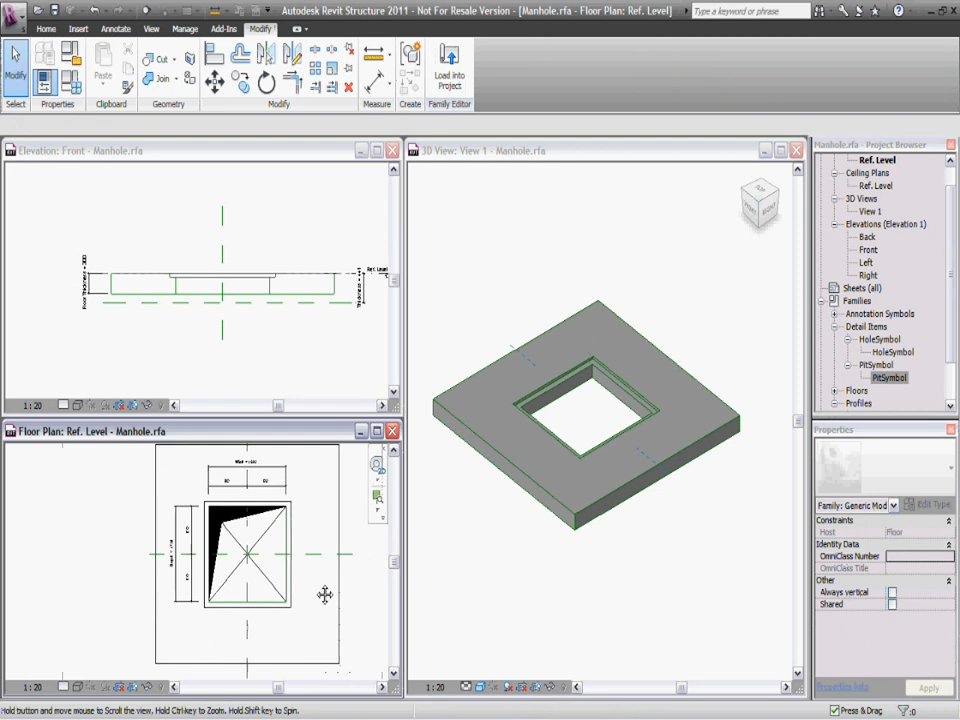 Autodesk Revit Structure 2011 - Not For Resale Version - [Manhole.rfa - Floor Plan: Ref. Level]
Type a keyword or phrase
Home Insert Annotate View Manage Add-Ins Modify
Modify
Paste
Cut
Join
Load into
Project
Select Properties Clipboard Geometry Modify Measure Create Family Editor
Elevation: Front - Manhole.rfa
Ref. Level
Floor Thickness = 300
1 : 20
Floor Plan: Ref. Level - Manhole.rfa
1 : 20
3D View: View 1 - Manhole.rfa
TOP
1 : 20
Manhole.rfa - Project Browser
Ref. Level
Ceiling Plans
Ref. Level
3D Views
View 1
Elevations (Elevation 1)
Back
Front
Left
Right
Sheets (all)
Families
Annotation Symbols
Detail Items
HoleSymbol
HoleSymbol
PitSymbol
PitSymbol
Floors
Profiles
Properties
Family: Generic Mod Edit Type
Constraints
Host Floor
Identity Data
OmniClass Number
OmniClass Title
Other
Always vertical
Shared
Properties help Apply
Hold button and move mouse to Scroll the view. Hold Ctrl key to Zoom. Hold Shift key to Spin.
Press & Drag :0